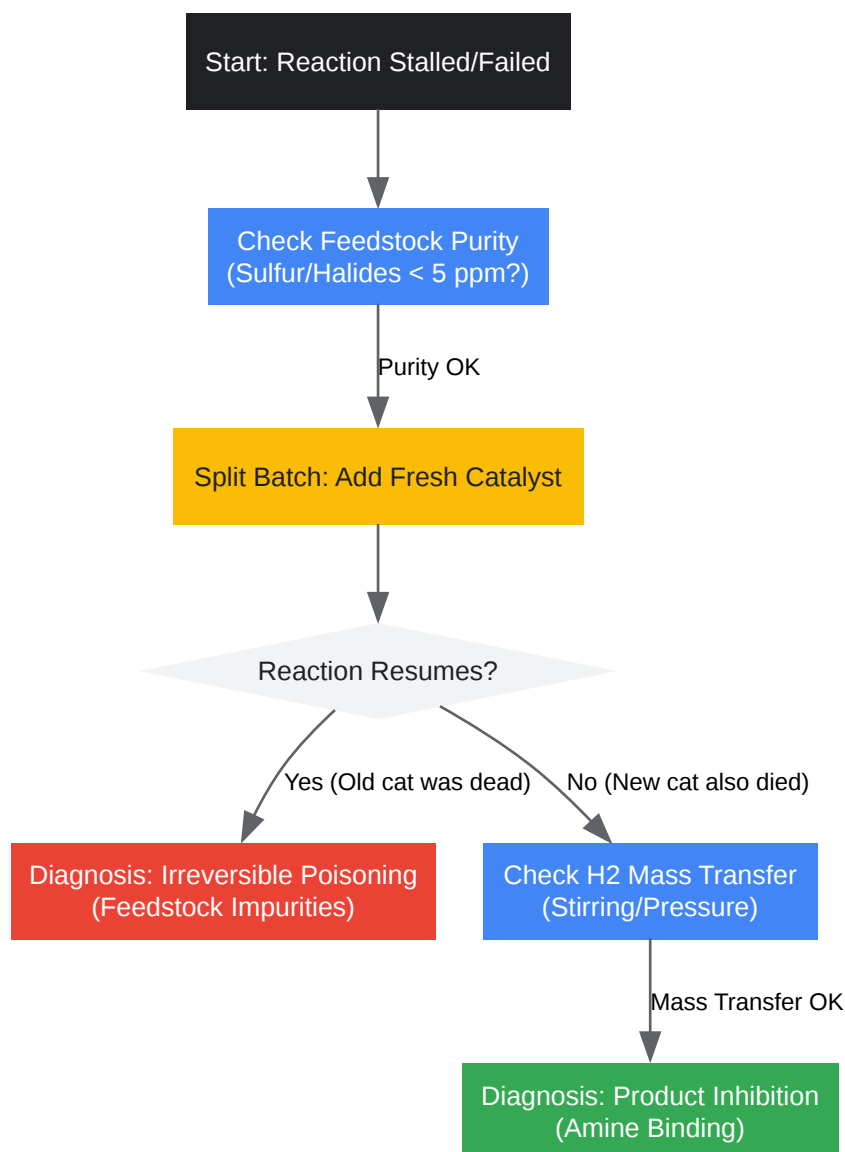 Start: Reaction Stalled/Failed
Check Feedstock Purity
(Sulfur/Halides < 5 ppm?)
Purity OK
Split Batch: Add Fresh Catalyst
Reaction Resumes?
Yes (Old cat was dead)
No (New cat also died)
Diagnosis: Irreversible Poisoning
(Feedstock Impurities)
Check H2 Mass Transfer
(Stirring/Pressure)
Mass Transfer OK
Diagnosis: Product Inhibition
(Amine Binding)